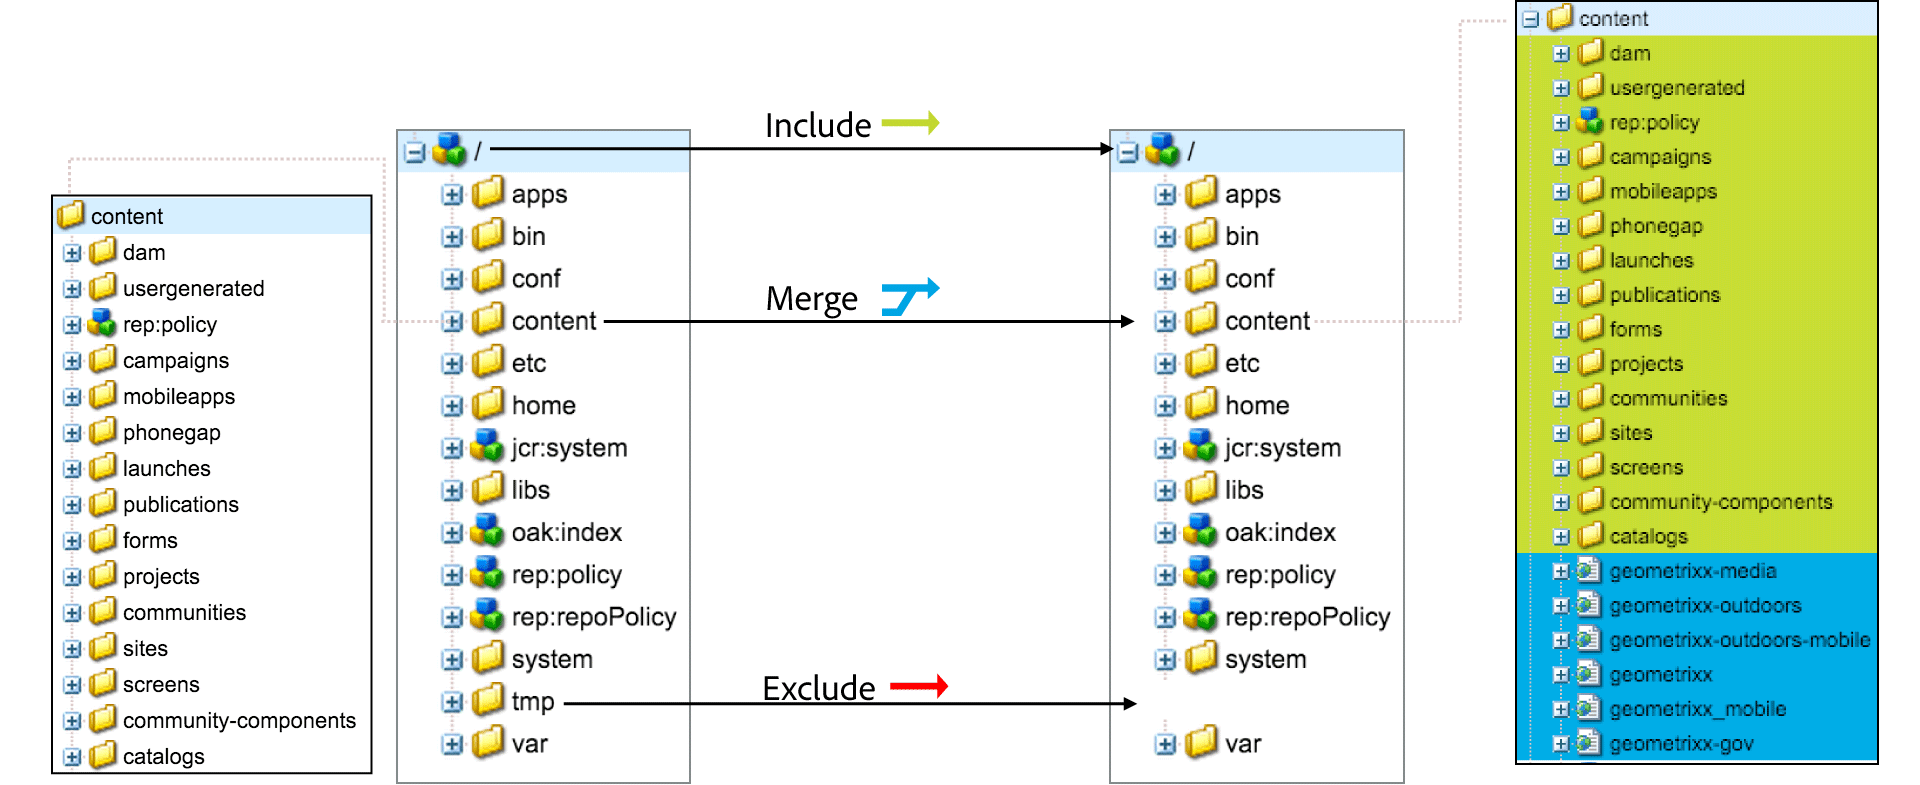 content
dam
usergenerated
rep:policy
campaigns
mobileapps
phonegap
launches
publications
forms
projects
communities
sites
screens
community-components
catalogs
/
apps
bin
conf
content
etc
home
jcr:system
libs
oak:index
rep:policy
rep:repoPolicy
system
tmp
var
Include
Merge
Exclude
/
apps
bin
conf
content
etc
home
jcr:system
libs
oak:index
rep:policy
rep:repoPolicy
system
var
content
dam
usergenerated
rep:policy
campaigns
mobileapps
phonegap
launches
publications
forms
projects
communities
sites
screens
community-components
catalogs
geometrixx-media
geometrixx-outdoors
geometrixx-outdoors-mobile
geometrixx
geometrixx_mobile
geometrixx-gov